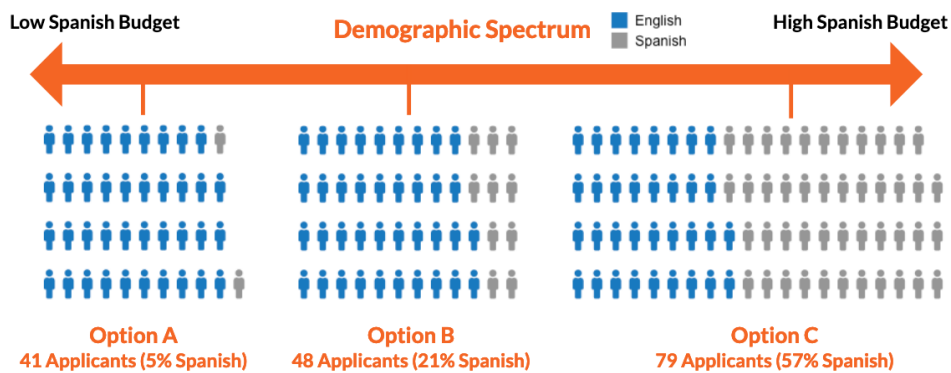 Low Spanish Budget
Demographic Spectrum
English
Spanish
High Spanish Budget
Option A
41 Applicants (5% Spanish)
Option B
48 Applicants (21% Spanish)
Option C
79 Applicants (57% Spanish)